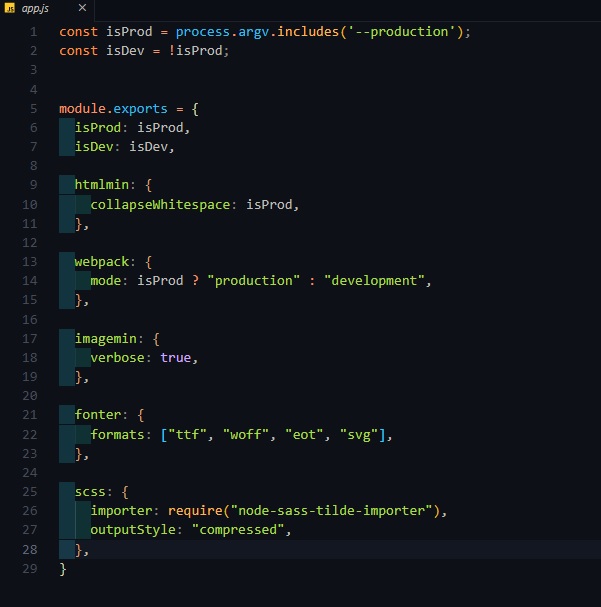 JS app.js ×
1 const isProd = process.argv.includes('--production');
2 const isDev = !isProd;
3
4
5 module.exports = {
6   isProd: isProd,
7   isDev: isDev,
8
9   htmlmin: {
10     collapseWhitespace: isProd,
11   },
12
13   webpack: {
14     mode: isProd ? "production" : "development",
15   },
16
17   imagemin: {
18     verbose: true,
19   },
20
21   fonter: {
22     formats: ["ttf", "woff", "eot", "svg"],
23   },
24
25   scss: {
26     importer: require("node-sass-tilde-importer"),
27     outputStyle: "compressed",
28   },
29 }